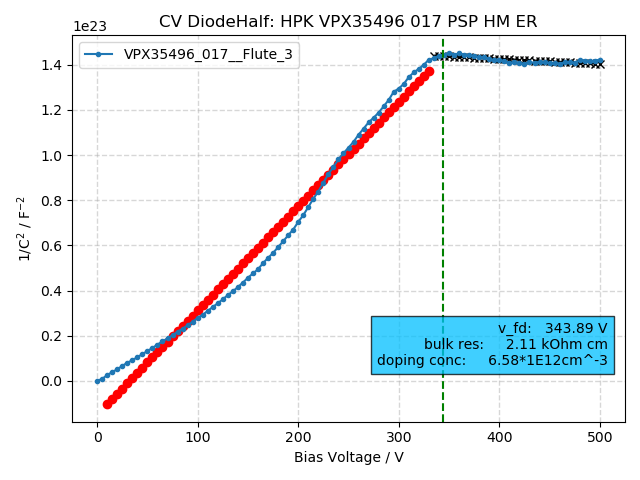 CV DiodeHalf: HPK VPX35496 017 PSP HM ER
1e23
VPX35496_017__Flute_3
1.4
1.2
1.0
0.8
0.6
0.4
0.2
0.0
1/C² / F⁻²
v_fd: 343.89 V
bulk res: 2.11 kOhm cm
doping conc: 6.58*1E12cm^-3
0 100 200 300 400 500
Bias Voltage / V